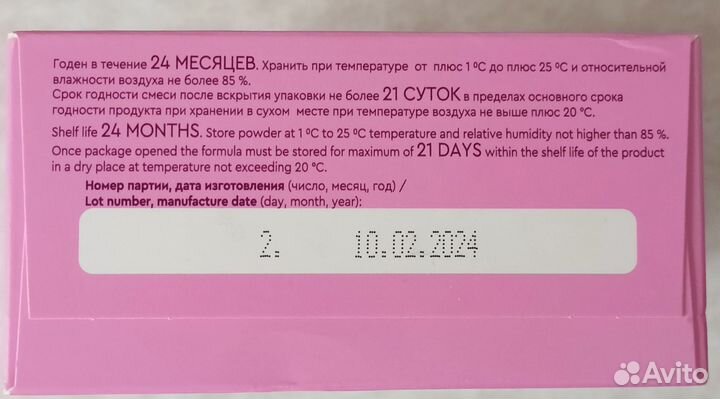 Годен в течение 24 МЕСЯЦЕВ. Хранить при температуре от плюс 1 ºС до плюс 25 ºС и относительной
влажности воздуха не более 85 %.
Срок годности смеси после вскрытия упаковки не более 21 СУТОК в пределах основного срока
годности продукта при хранении в сухом месте при температуре воздуха не выше плюс 20 ºС.
Shelf life 24 MONTHS. Store powder at 1 ºC to 25 ºC temperature and relative humidity not higher than 85 %.
Once package opened the formula must be stored for maximum of 21 DAYS within the shelf life of the product
in a dry place at temperature not exceeding 20 ºC.
Номер партии, дата изготовления (число, месяц, год) /
Lot number, manufacture date (day, month, year):
2. 10.02.2024
Avito